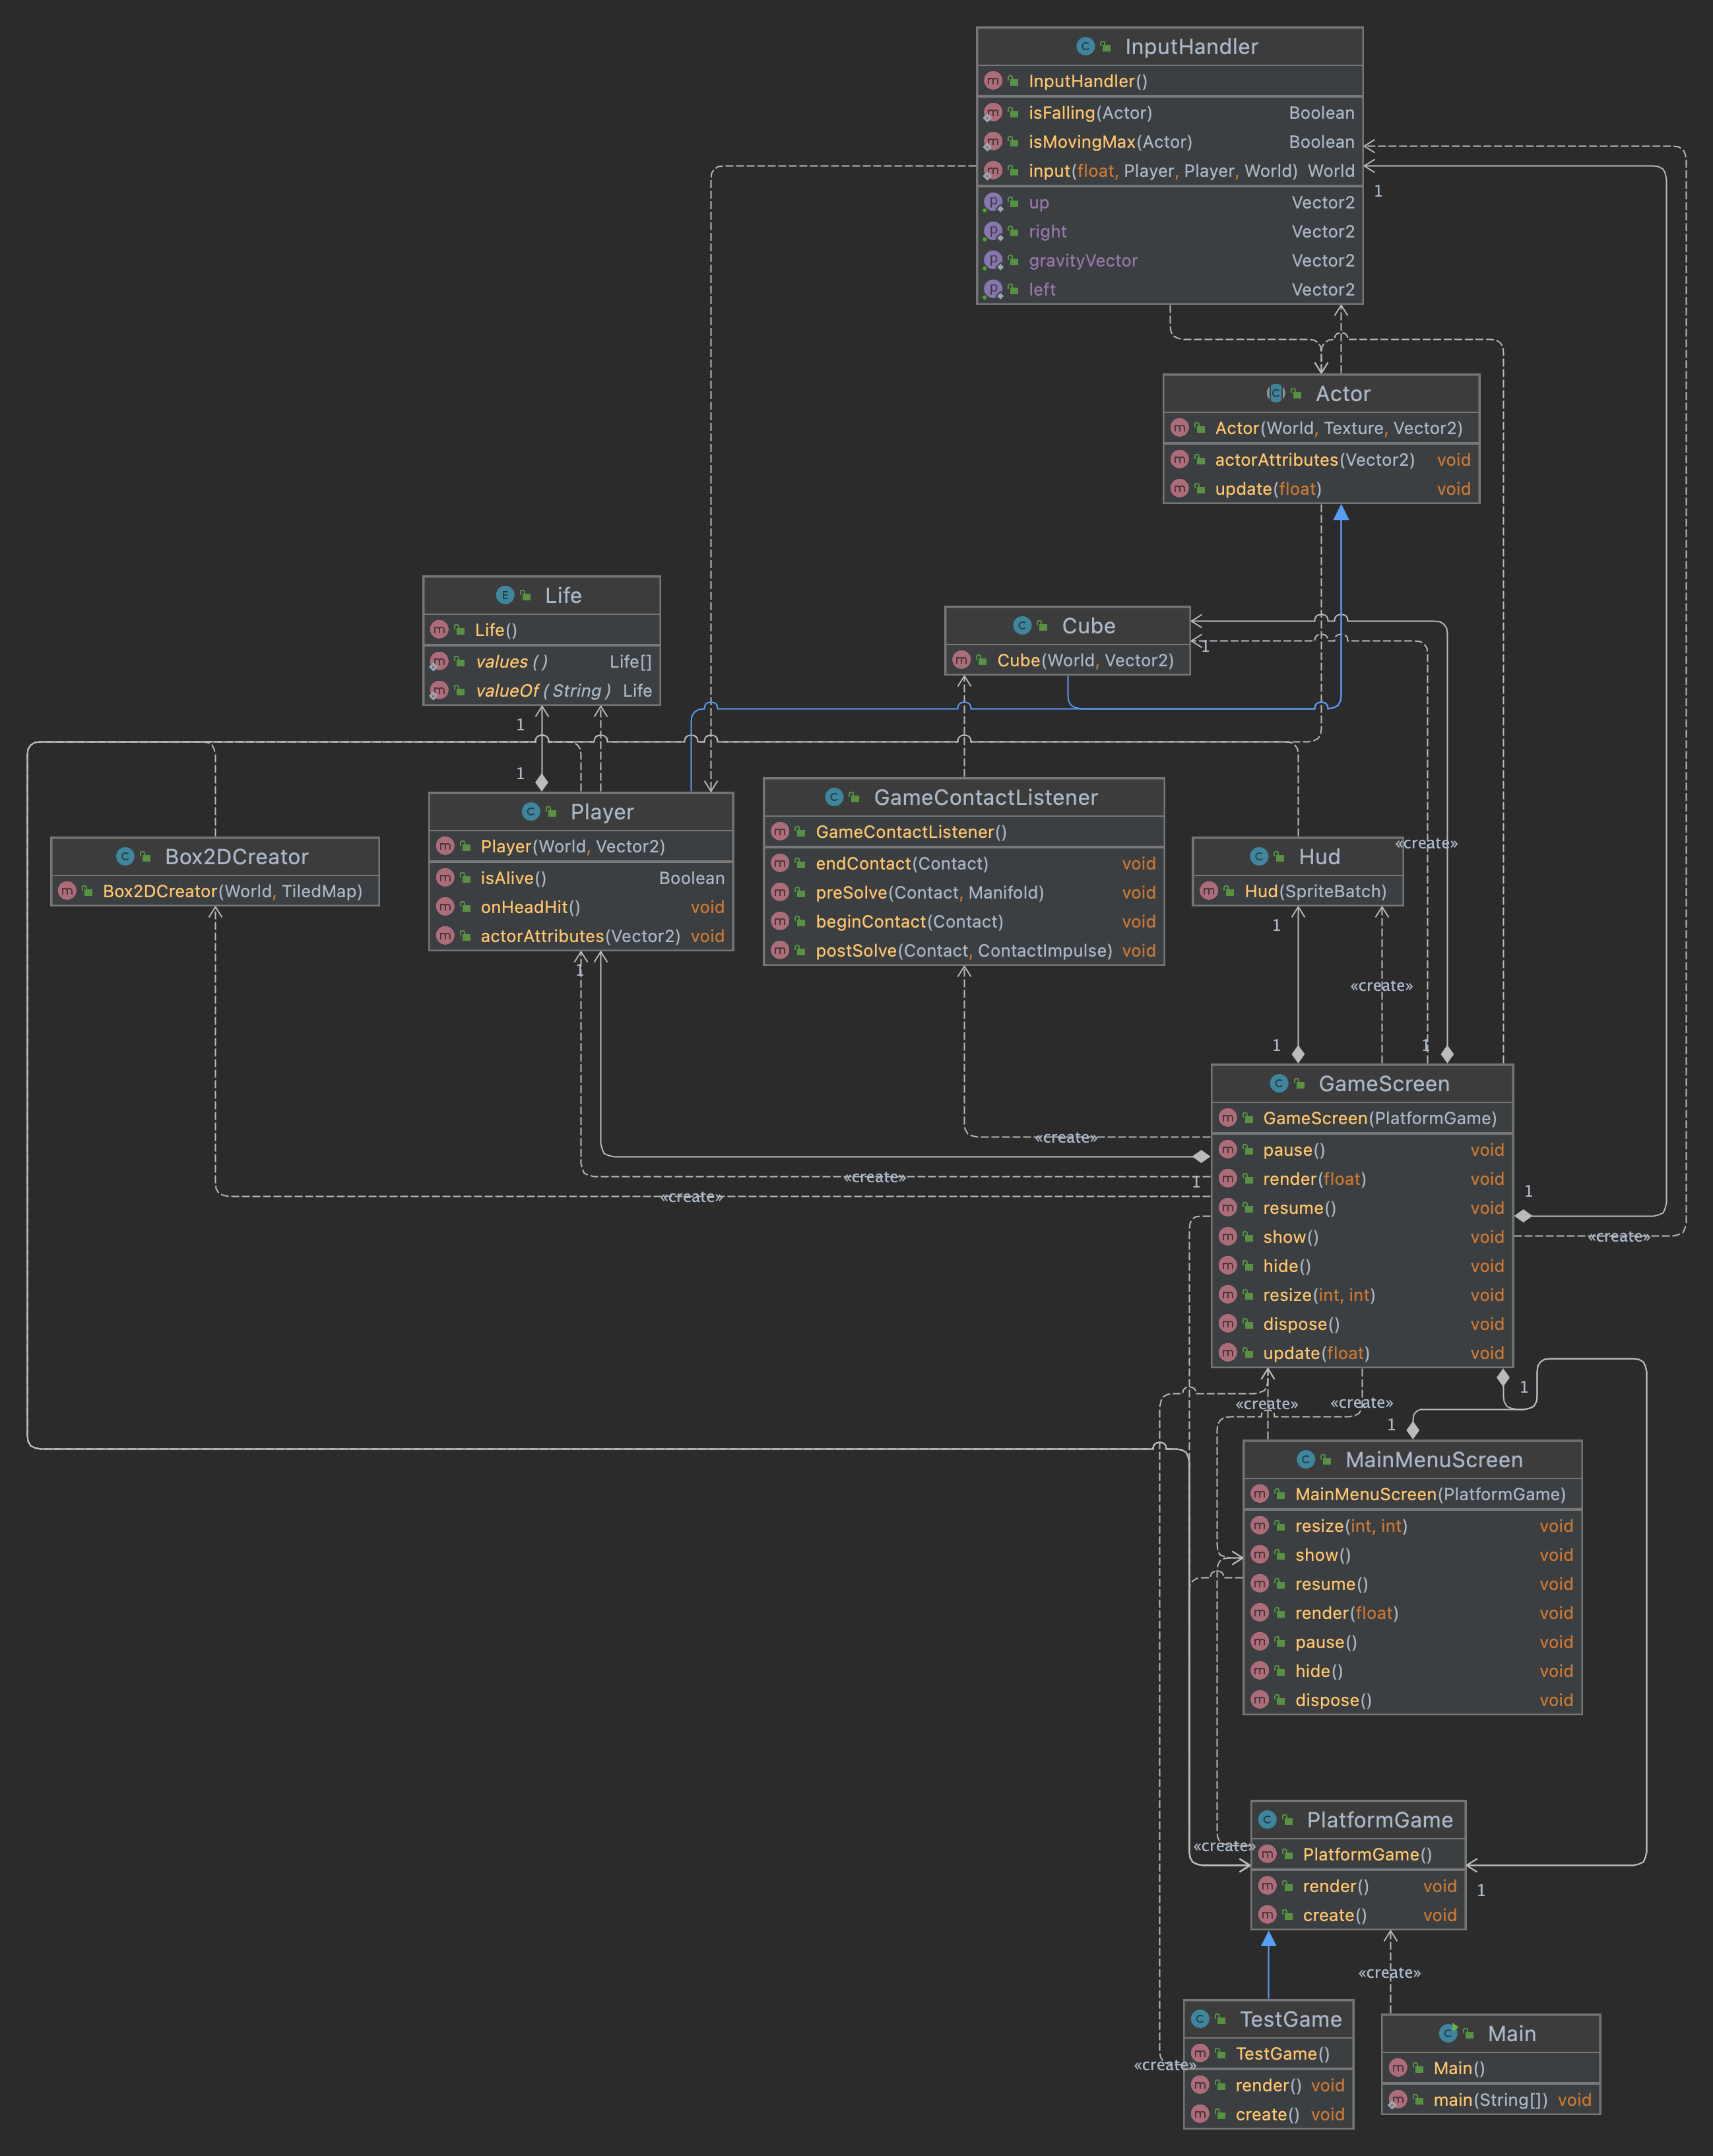 InputHandler
InputHandler()
isFalling(Actor) Boolean
isMovingMax(Actor) Boolean
input(float, Player, Player, World) World
up Vector2
right Vector2
gravityVector Vector2
left Vector2
1
Actor
Actor(World, Texture, Vector2)
actorAttributes(Vector2) void
update(float) void
Life
Life()
values() Life[]
valueOf(String) Life
Cube
Cube(World, Vector2)
1
1
1
Player
Player(World, Vector2)
isAlive() Boolean
onHeadHit() void
actorAttributes(Vector2) void
GameContactListener
GameContactListener()
endContact(Contact) void
preSolve(Contact, Manifold) void
beginContact(Contact) void
postSolve(Contact, ContactImpulse) void
Box2DCreator
Box2DCreator(World, TiledMap)
Hud
Hud(SpriteBatch)
«create»
1
1
«create»
1
1
GameScreen
GameScreen(PlatformGame)
pause() void
render(float) void
resume() void
show() void
hide() void
resize(int, int) void
dispose() void
update(float) void
«create»
«create»
1
«create»
1
«create»
«create»
«create»
1
1
MainMenuScreen
MainMenuScreen(PlatformGame)
resize(int, int) void
show() void
resume() void
render(float) void
pause() void
hide() void
dispose() void
PlatformGame
PlatformGame()
render() void
create() void
«create»
1
«create»
TestGame
TestGame()
render() void
create() void
«create»
Main
Main()
main(String[]) void